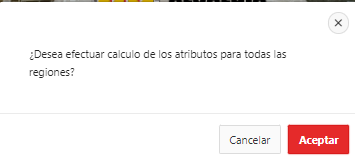 ¿Desea efectuar calculo de los atributos para todas las
regiones?
Cancelar
Aceptar